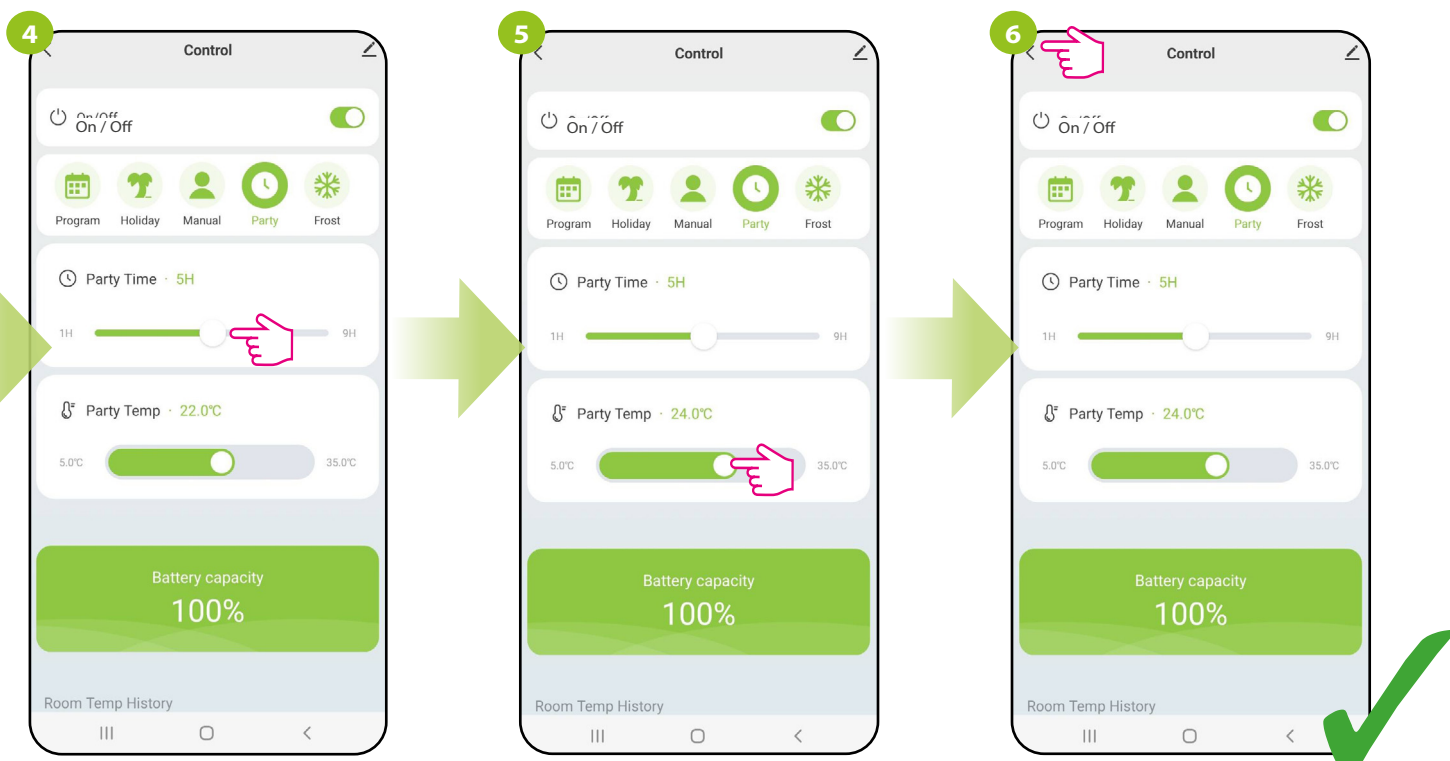 4
Control
On/Off
On / Off
Program Holiday Manual Party Frost
Party Time · 5H
1H 9H
Party Temp · 22.0°C
5.0°C 35.0°C
Battery capacity
100%
Room Temp History
5
Control
On / Off
Program Holiday Manual Party Frost
Party Time · 5H
1H 9H
Party Temp · 24.0°C
5.0°C 35.0°C
Battery capacity
100%
Room Temp History
6
Control
On / Off
Program Holiday Manual Party Frost
Party Time · 5H
1H 9H
Party Temp · 24.0°C
5.0°C 35.0°C
Battery capacity
100%
Room Temp History